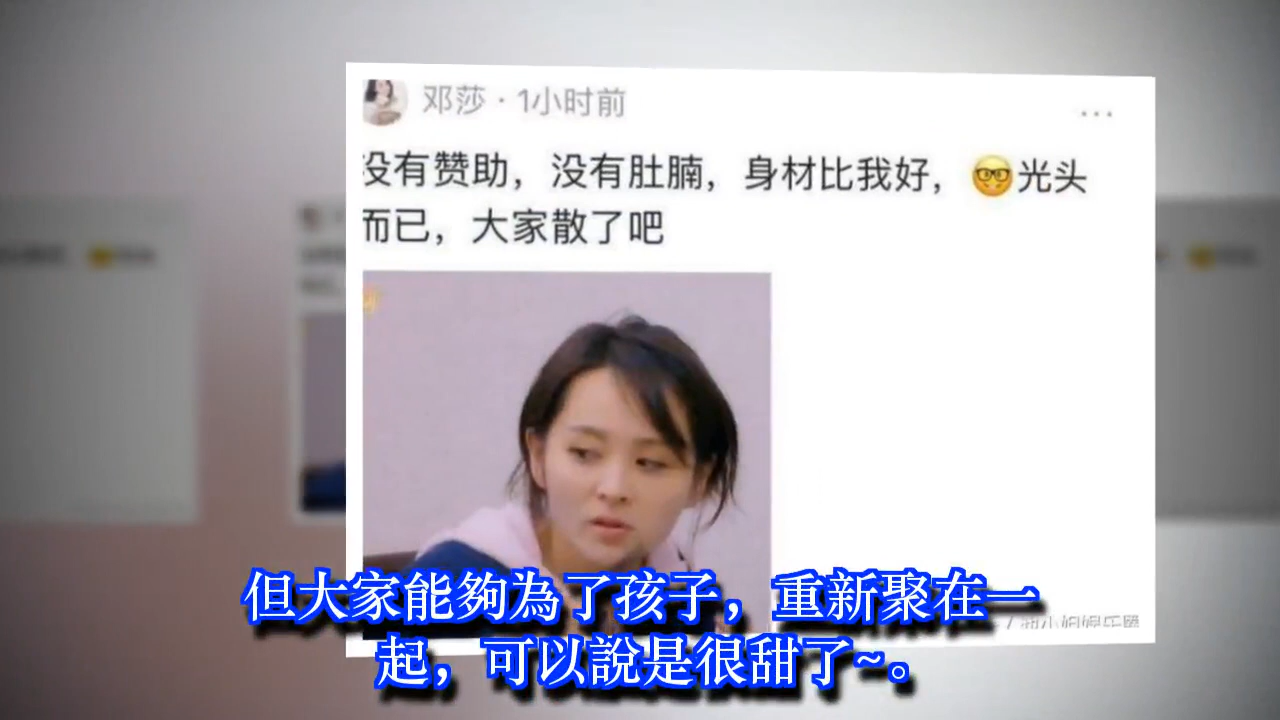 邓莎·1小时前
没有赞助，没有肚腩，身材比我好，🤓光头
而已，大家散了吧
但大家能夠為了孩子，重新聚在一
起，可以說是很甜了~。